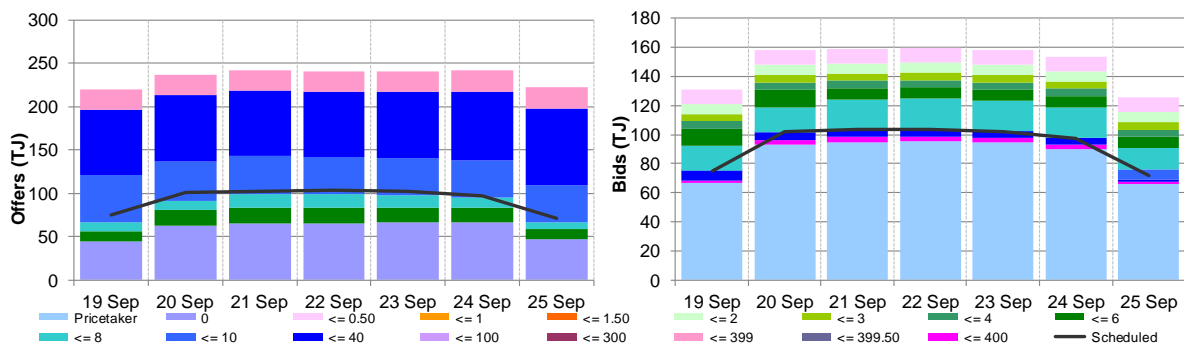 300
250
200
150
100
50
0
Offers (TJ)
19 Sep 20 Sep 21 Sep 22 Sep 23 Sep 24 Sep 25 Sep
180
160
140
120
100
80
60
40
20
0
Bids (TJ)
19 Sep 20 Sep 21 Sep 22 Sep 23 Sep 24 Sep 25 Sep
Pricetaker 0 <= 0.50 <= 1 <= 1.50 <= 2 <= 3 <= 4 <= 6
<= 8 <= 10 <= 40 <= 100 <= 300 <= 399 <= 399.50 <= 400 Scheduled